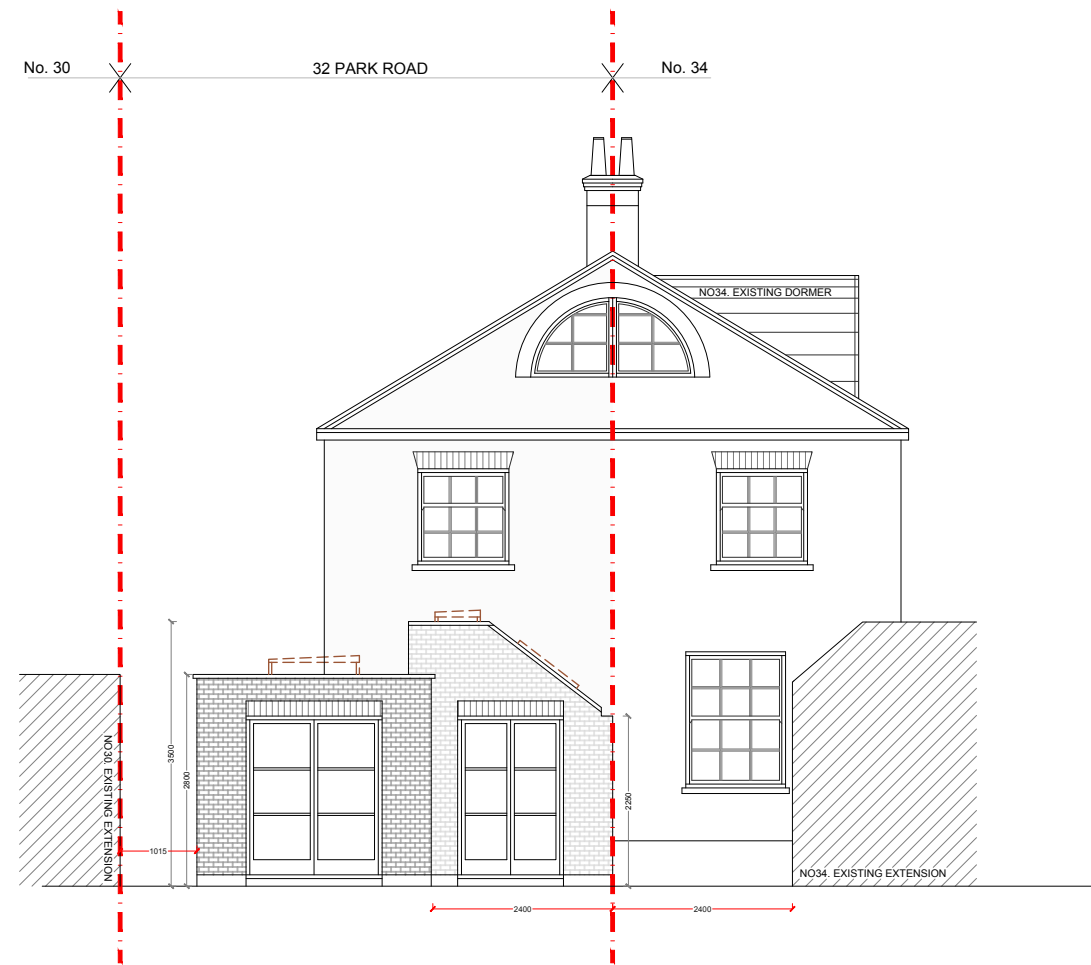 No. 30
32 PARK ROAD
No. 34
NO34. EXISTING DORMER
3500
2800
NO30. EXISTING EXTENSION
2250
1015
NO34. EXISTING EXTENSION
2400
2400